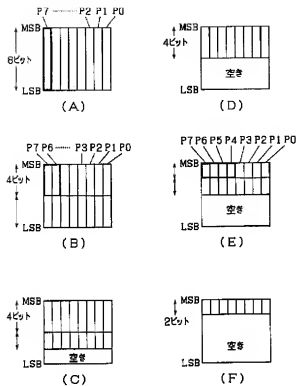 P7 ‥‥‥‥ P2 P1 P0
MSB
8ビット
LSB
(A)
P7 P6 ‥‥‥ P3 P2 P1 P0
MSB
4ビット
LSB
(B)
MSB
4ビット
空き
LSB
(C)
MSB
4ビット
空き
LSB
(D)
P7 P6 P5 P4 P3 P2 P1 P0
MSB
空き
LSB
(E)
MSB
2ビット
空き
LSB
(F)